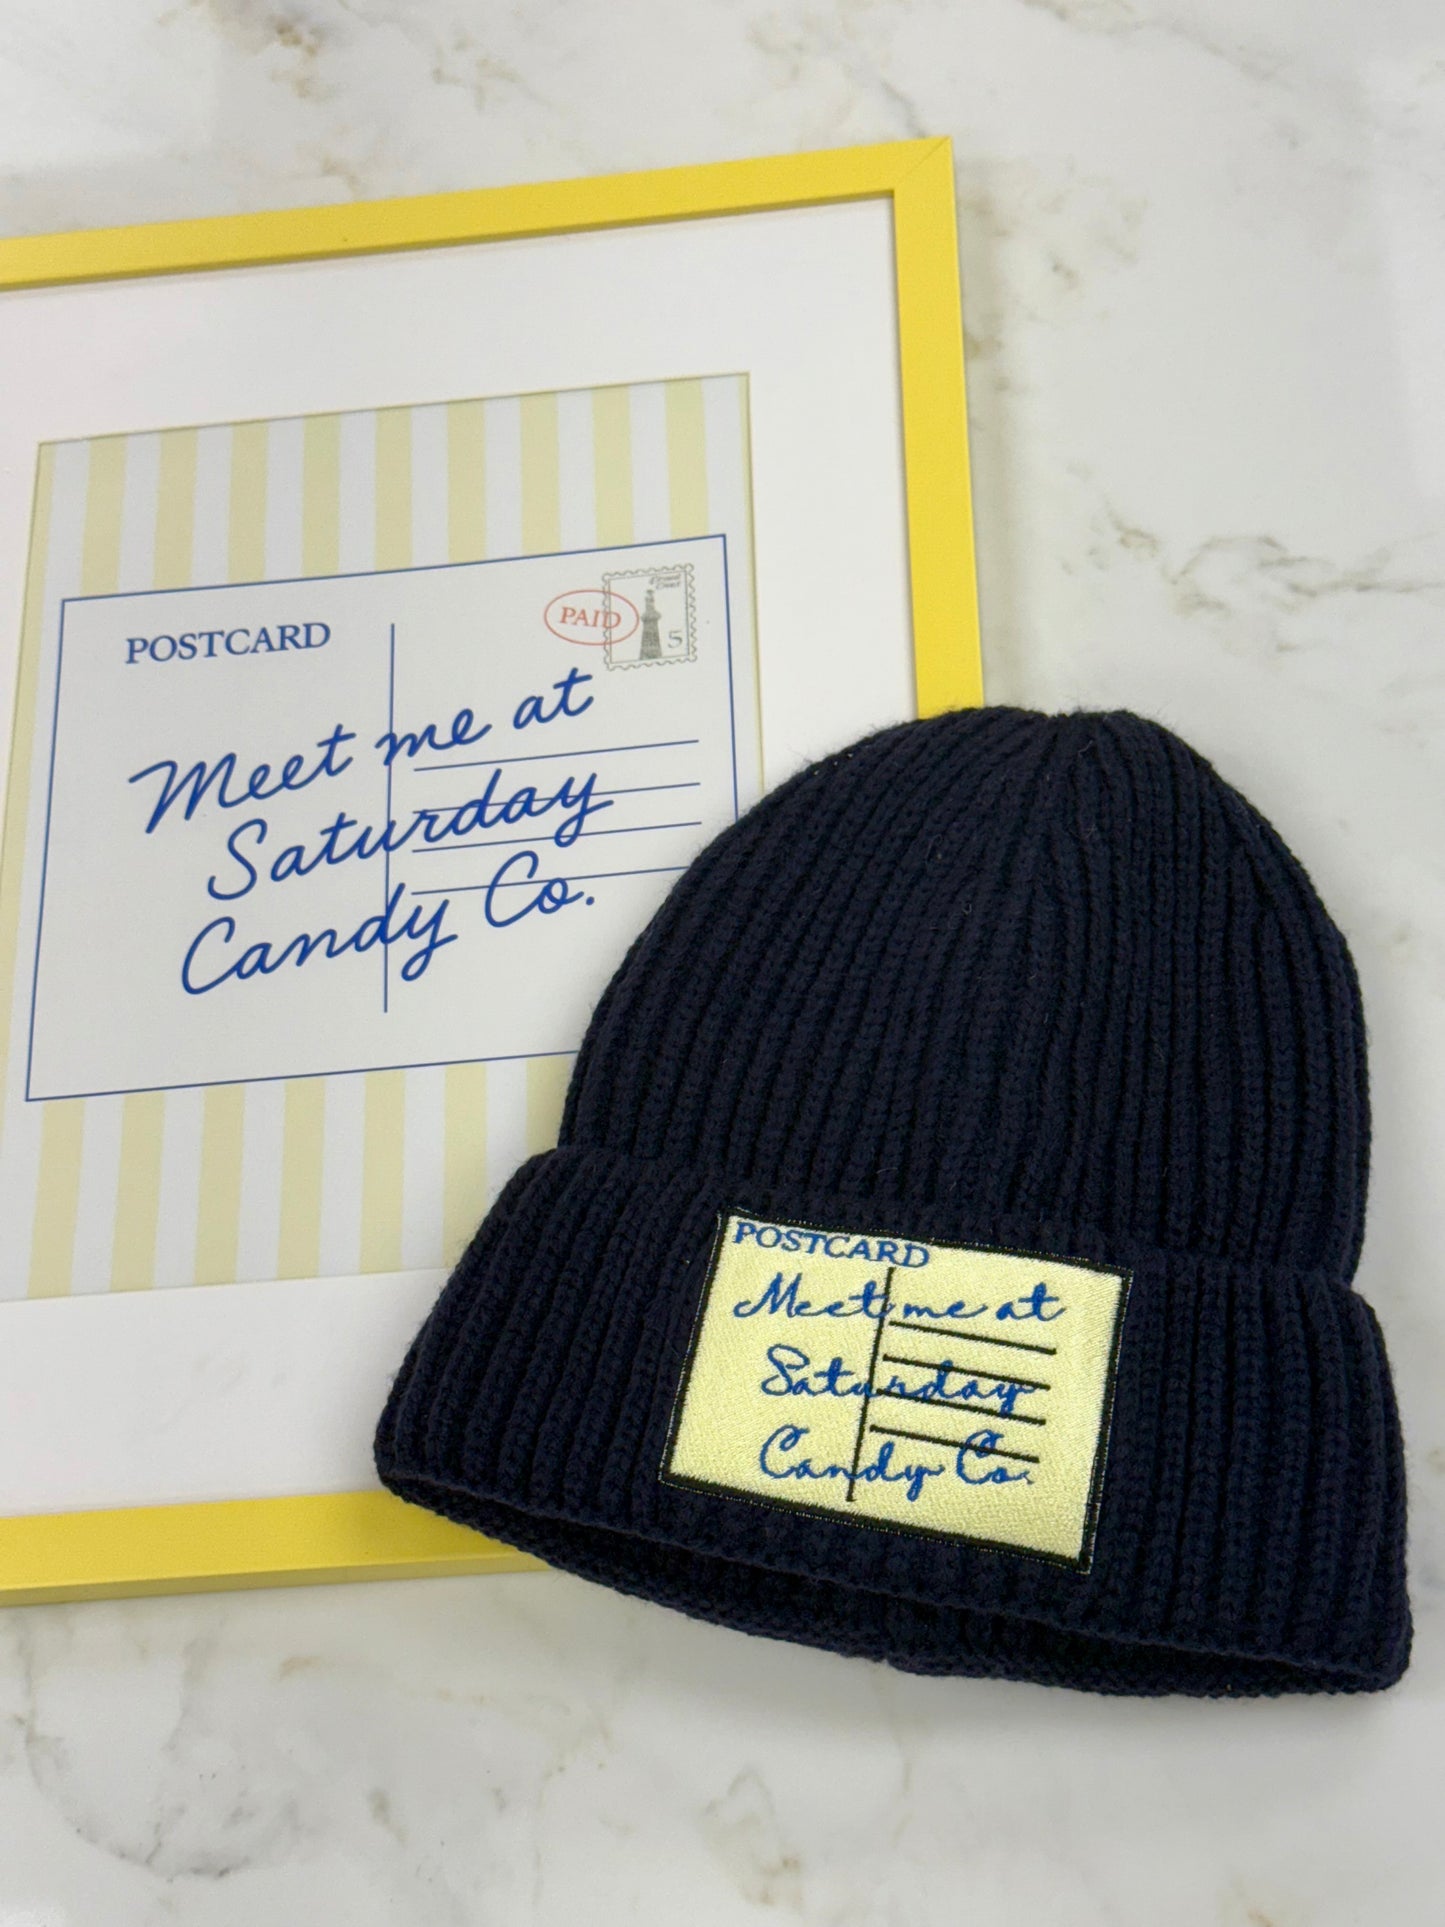 POSTCARD
PAID
5
Meet me at
Saturday
Candy Co.
POSTCARD
Meet me at
Saturday
Candy Co.